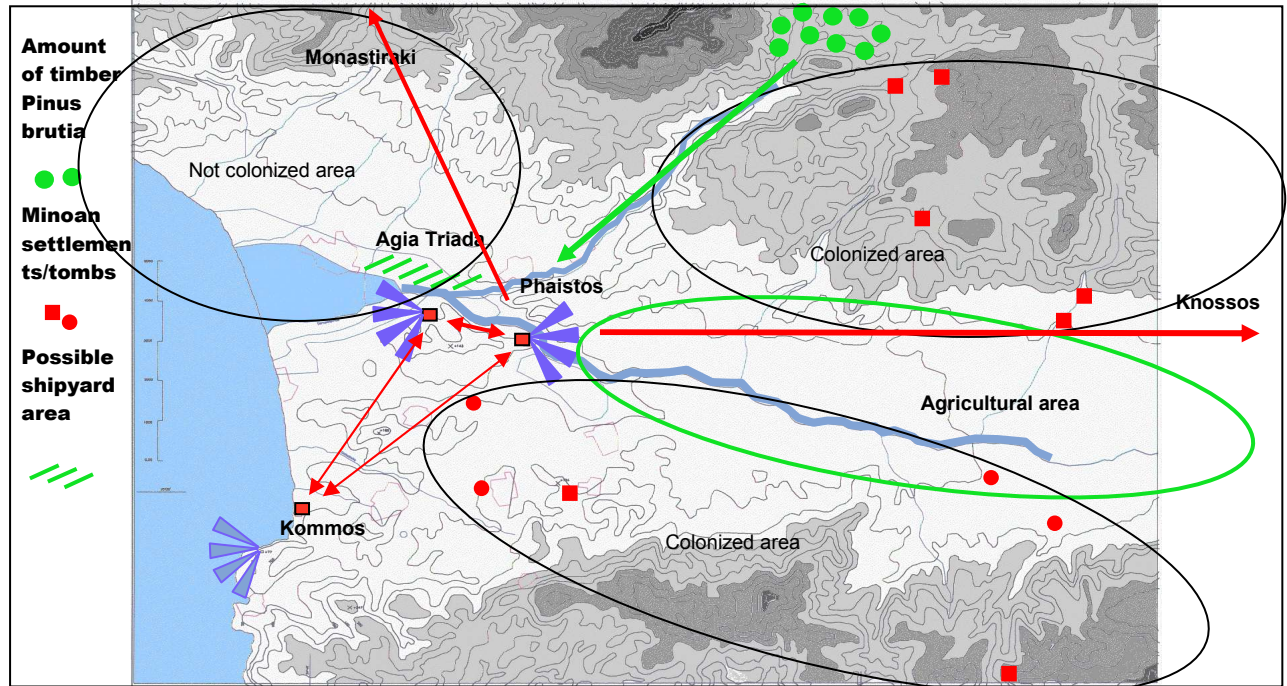 Amount
of timber
Pinus
brutia
Minoan
settlemen
ts/tombs
Possible
shipyard
area
Monastiraki
Not colonized area
Agia Triada
Phaistos
Colonized area
Knossos
Agricultural area
Kommos
Colonized area